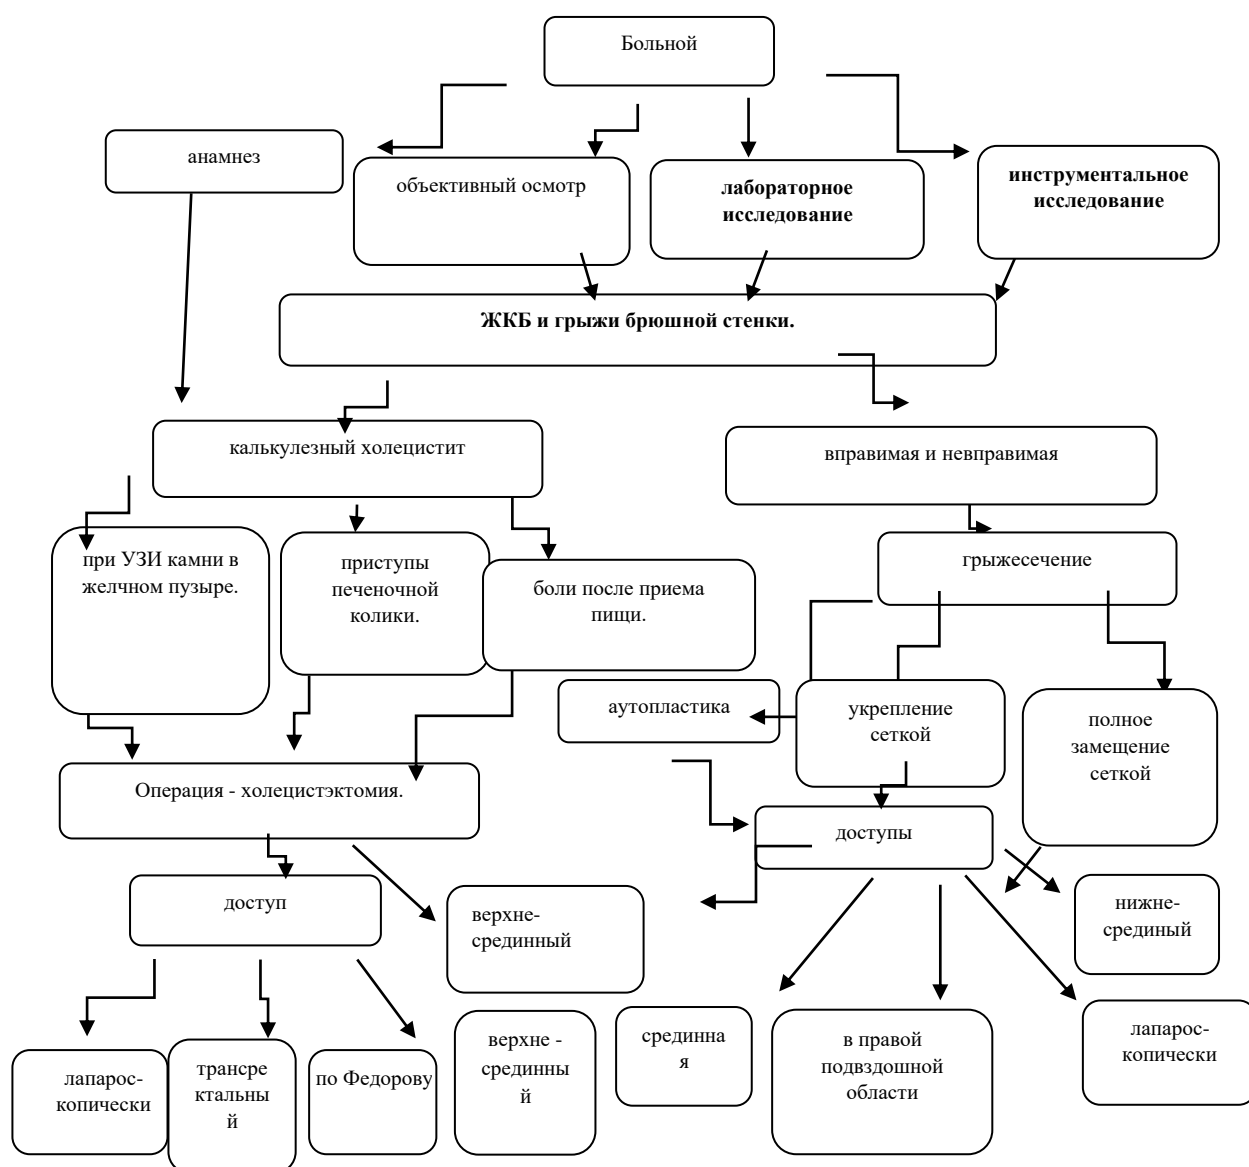 Больной
анамнез
объективный осмотр
лабораторное
исследование
инструментальное
исследование
ЖКБ и грыжи брюшной стенки.
калькулезный холецистит
вправимая и невправимая
при УЗИ камни в
желчном пузыре.
приступы
печеночной
колики.
боли после приема
пищи.
грыжесечение
аутопластика
укрепление
сеткой
полное
замещение
сеткой
Операция - холецистэктомия.
доступы
доступ
верхне-
срединный
нижне-
срединый
лапарос-
копически
трансре
ктальны
й
по Федорову
верхне -
срединны
й
срединна
я
в правой
подвздошной
области
лапарос-
копически